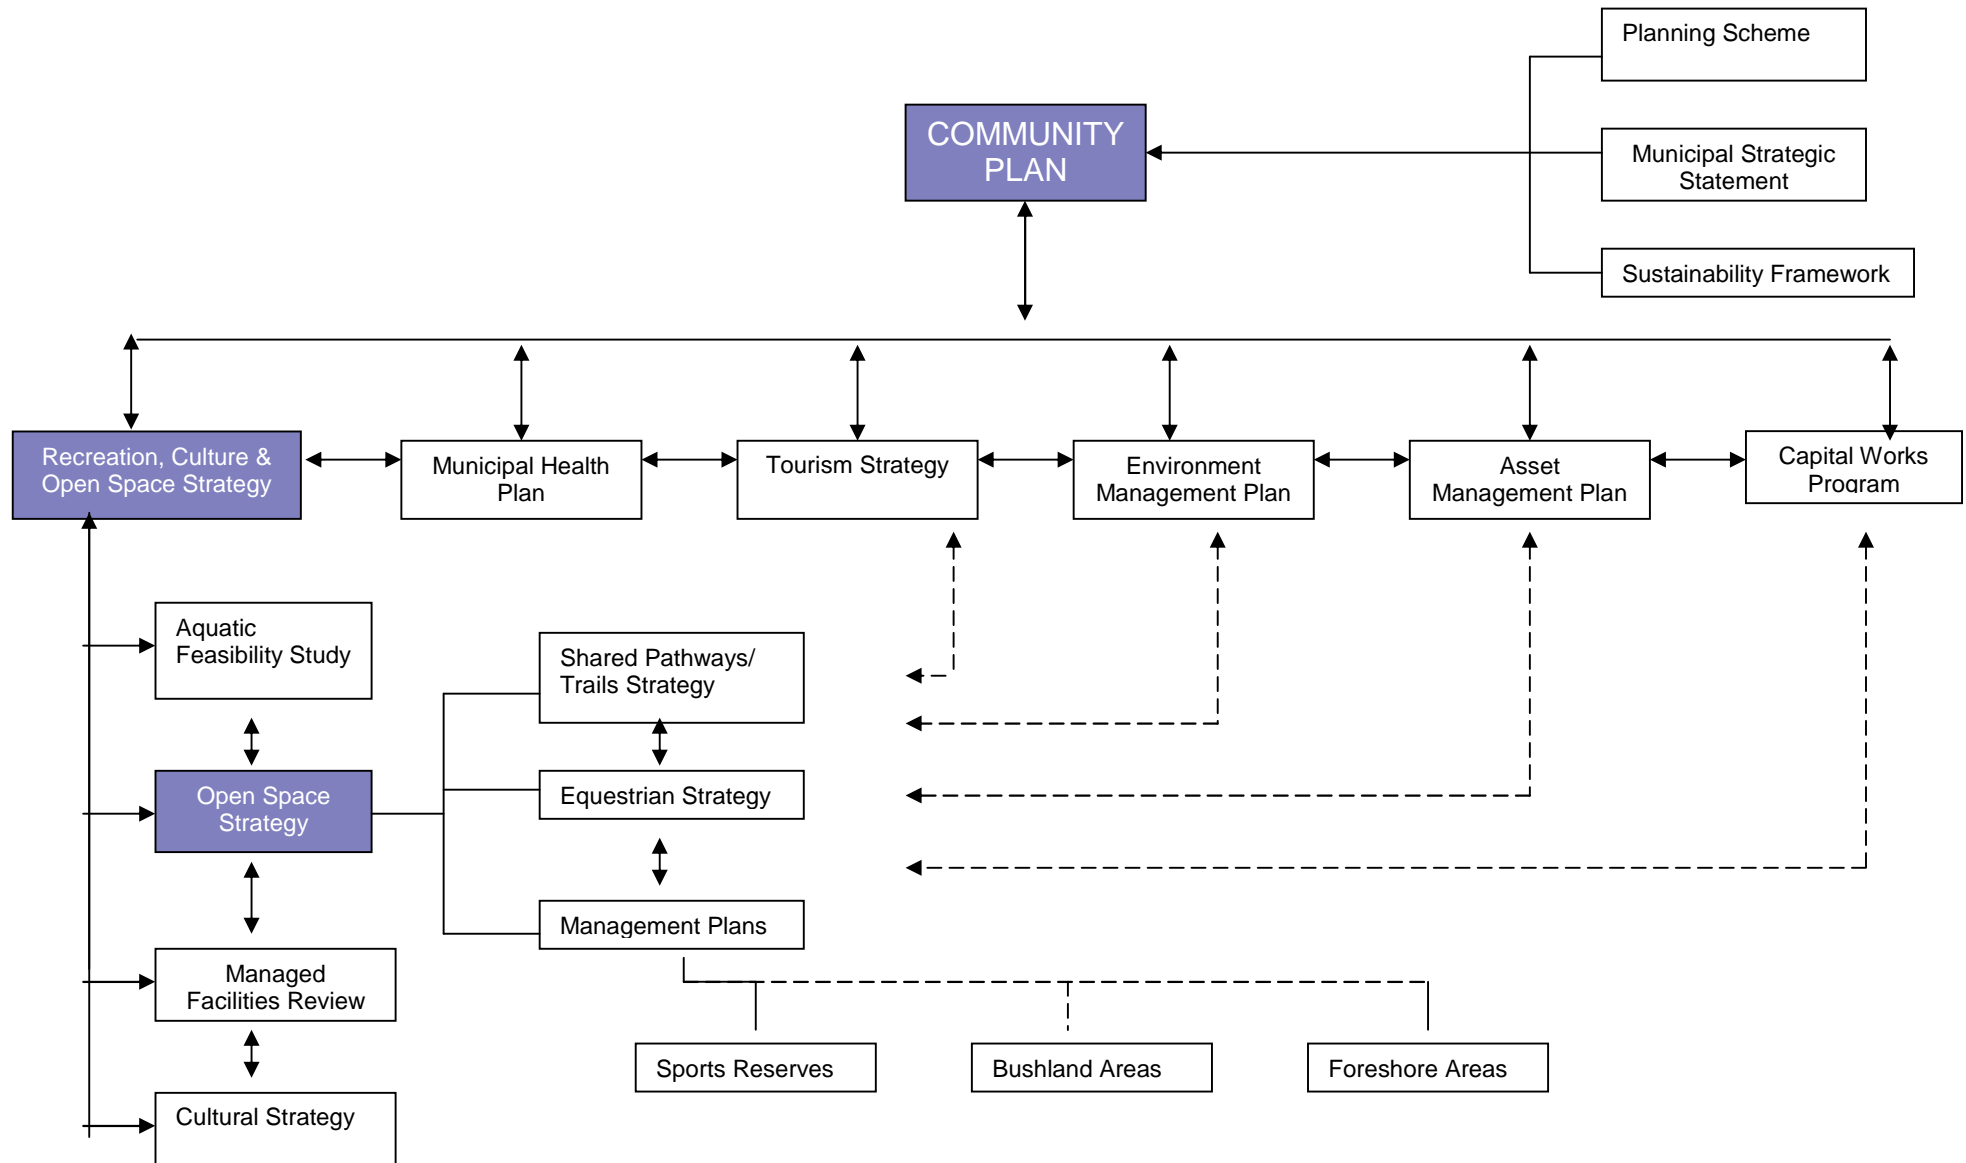 Planning Scheme
COMMUNITY
PLAN
Municipal Strategic
Statement
Sustainability Framework
Recreation, Culture &
Open Space Strategy
Municipal Health
Plan
Tourism Strategy
Environment
Management Plan
Asset
Management Plan
Capital Works
Program
Aquatic
Feasibility Study
Shared Pathways/
Trails Strategy
Open Space
Strategy
Equestrian Strategy
Management Plans
Managed
Facilities Review
Sports Reserves
Bushland Areas
Foreshore Areas
Cultural Strategy